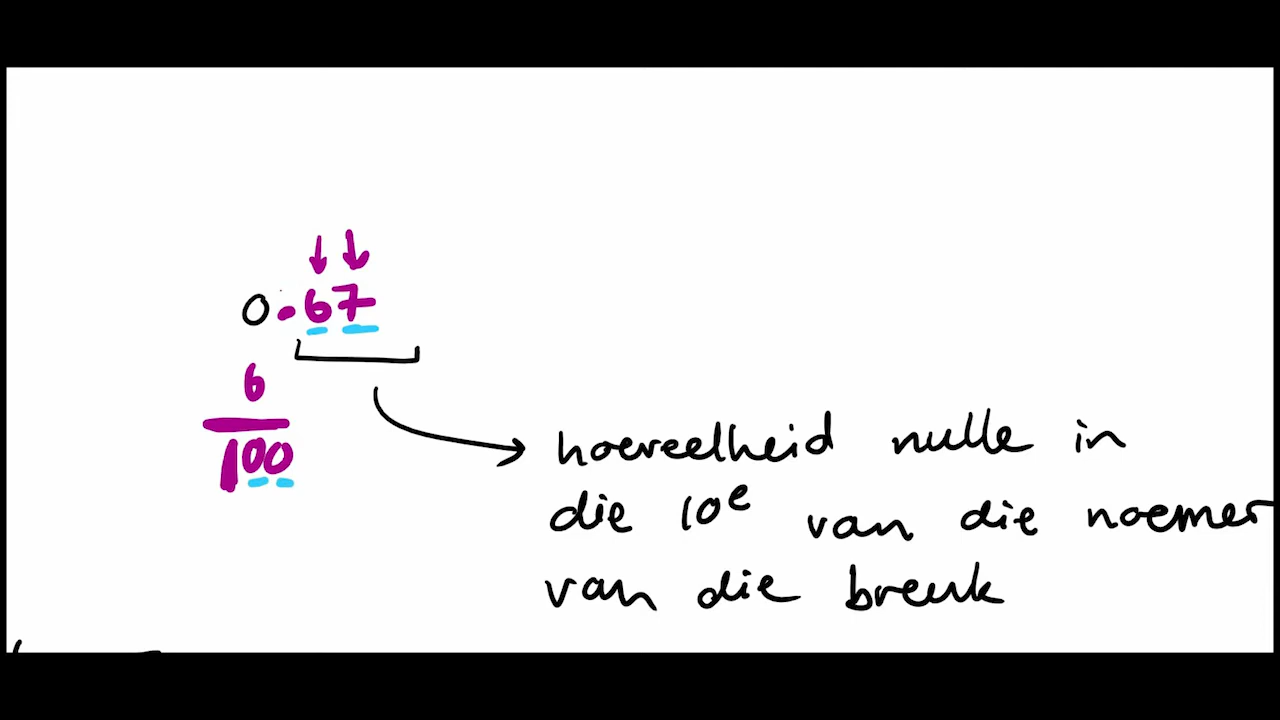 0.67
6
100
hoeveelheid nulle in
die 10e van die noemer
van die breuk